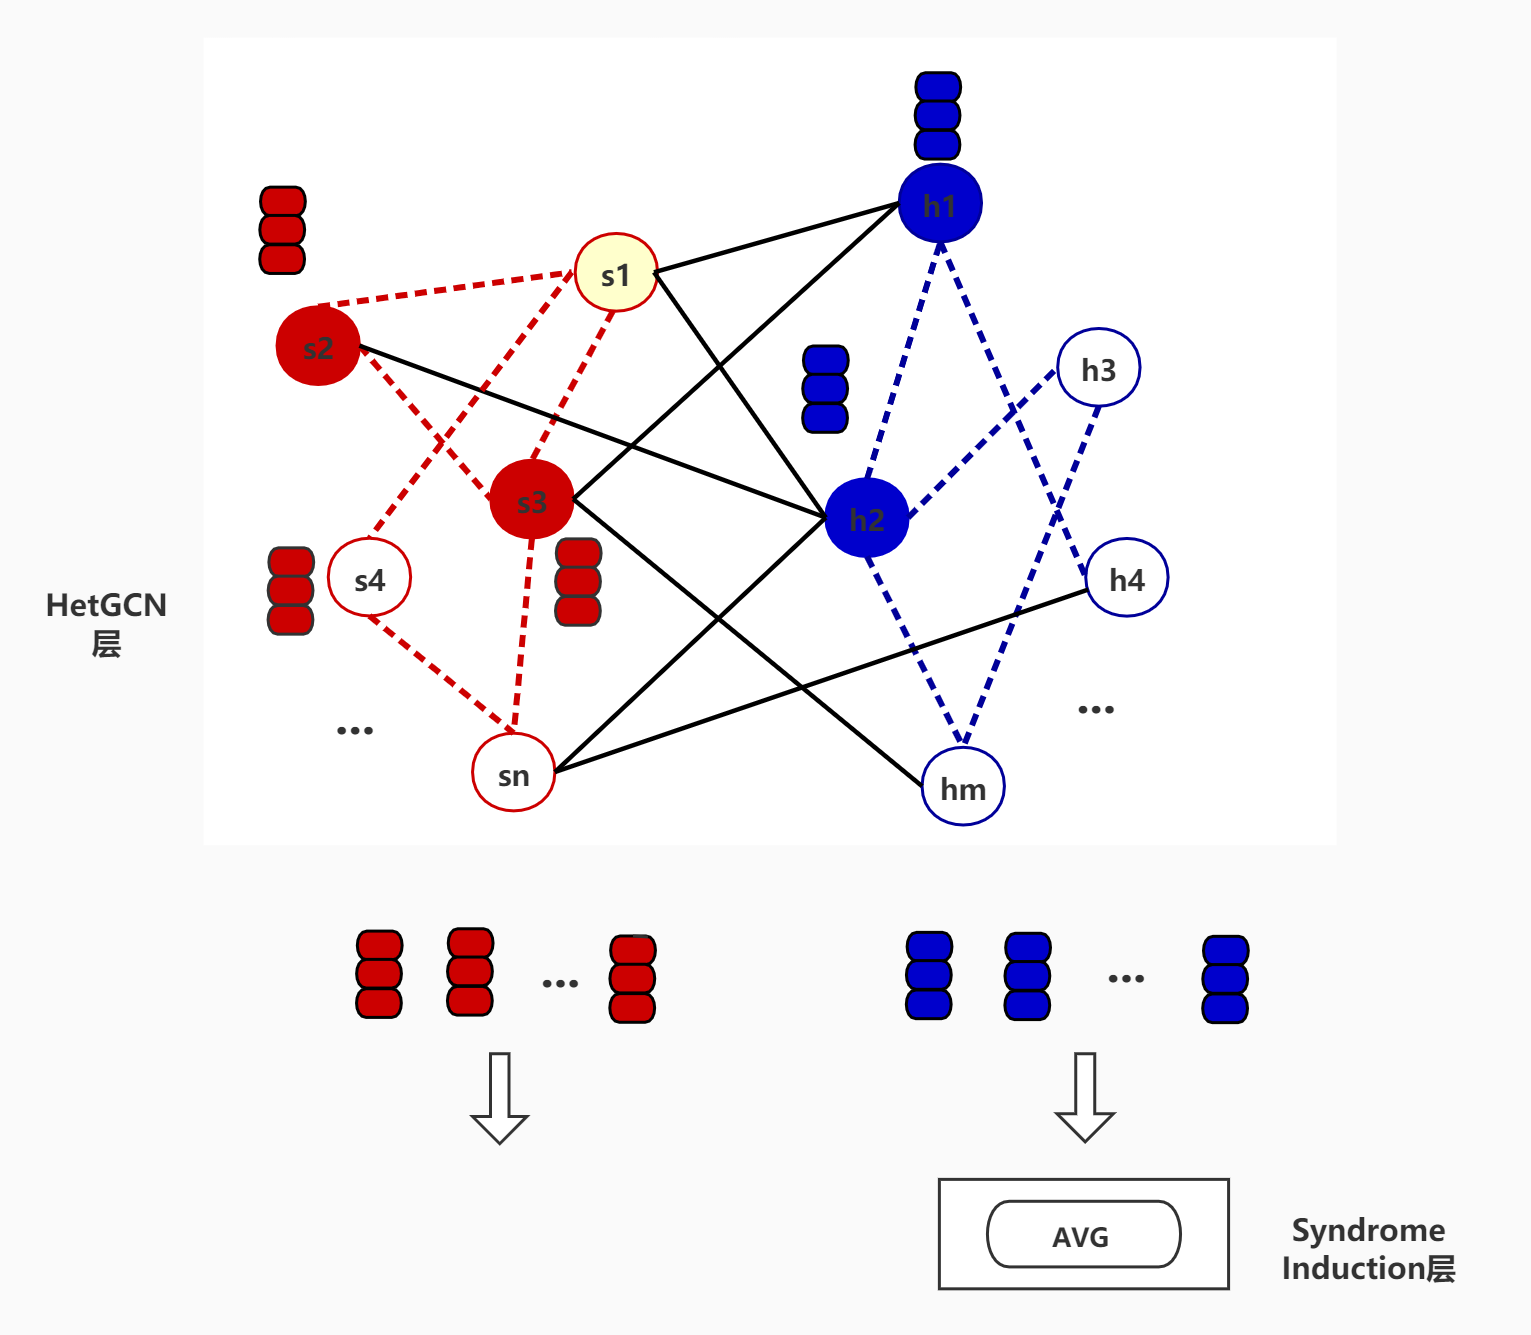 h1
s1
s2
h3
s3
h2
s4
h4
HetGCN
层
...
...
sn
hm
...
...
AVG
Syndrome
Induction层